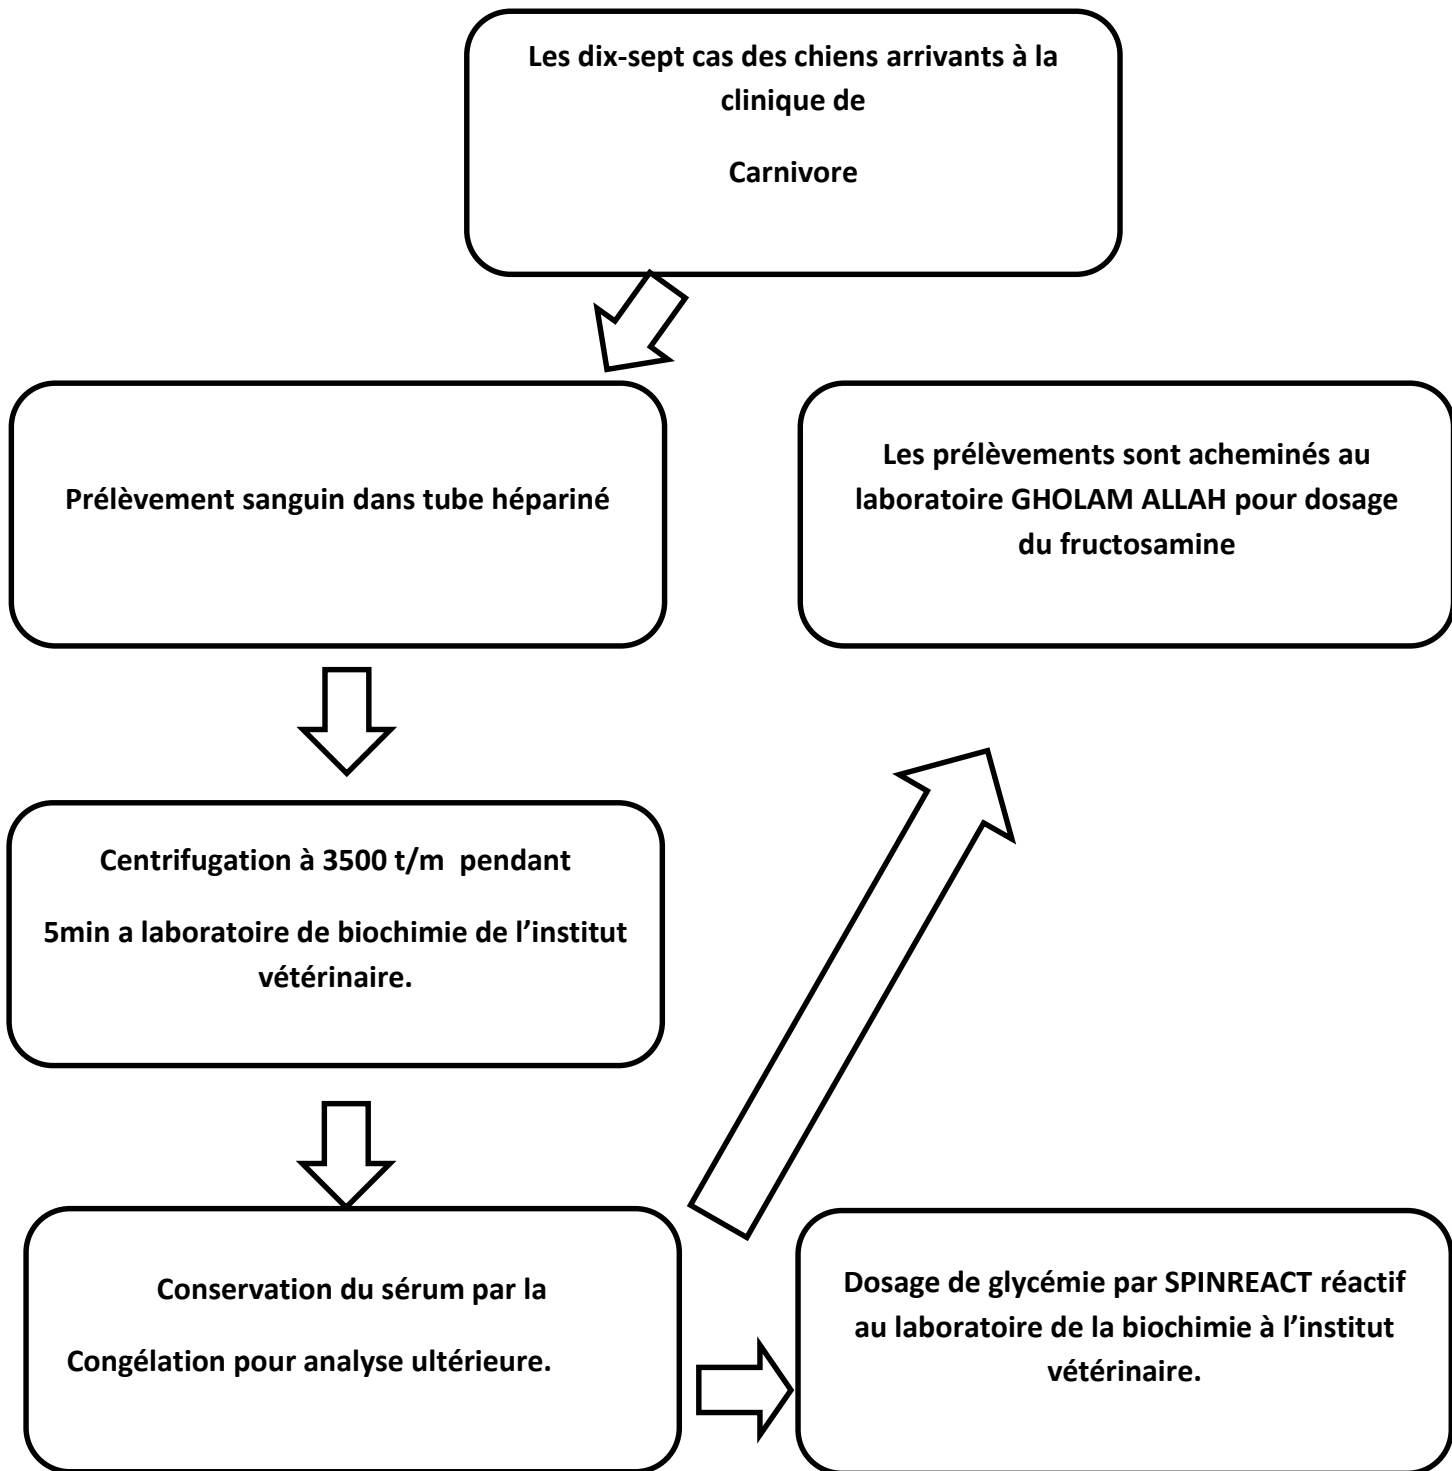 Les dix-sept cas des chiens arrivants à la
clinique de
Carnivore
Prélèvement sanguin dans tube hépariné
Les prélèvements sont acheminés au
laboratoire GHOLAM ALLAH pour dosage
du fructosamine
Centrifugation à 3500 t/m  pendant
5min a laboratoire de biochimie de l’institut
vétérinaire.
Conservation du sérum par la
Congélation pour analyse ultérieure.
Dosage de glycémie par SPINREACT réactif
au laboratoire de la biochimie à l’institut
vétérinaire.